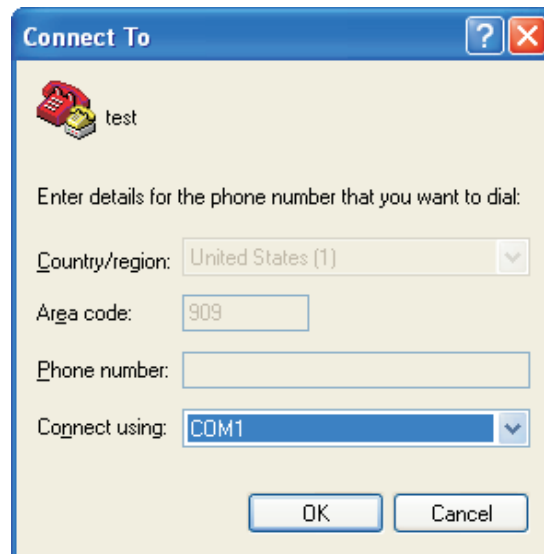 Connect To
?
test
Enter details for the phone number that you want to dial:
Country/region: United States (1)
Area code: 909
Phone number:
Connect using: COM1
OK Cancel